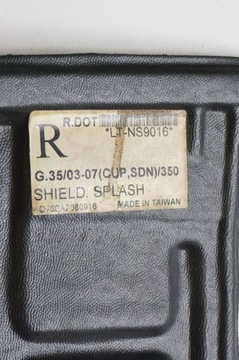 R.DOT
R *LT-NS9016*
G.35/03-07(CUP,SDN)/350
SHIELD. SPLASH
MADE IN TAIWAN